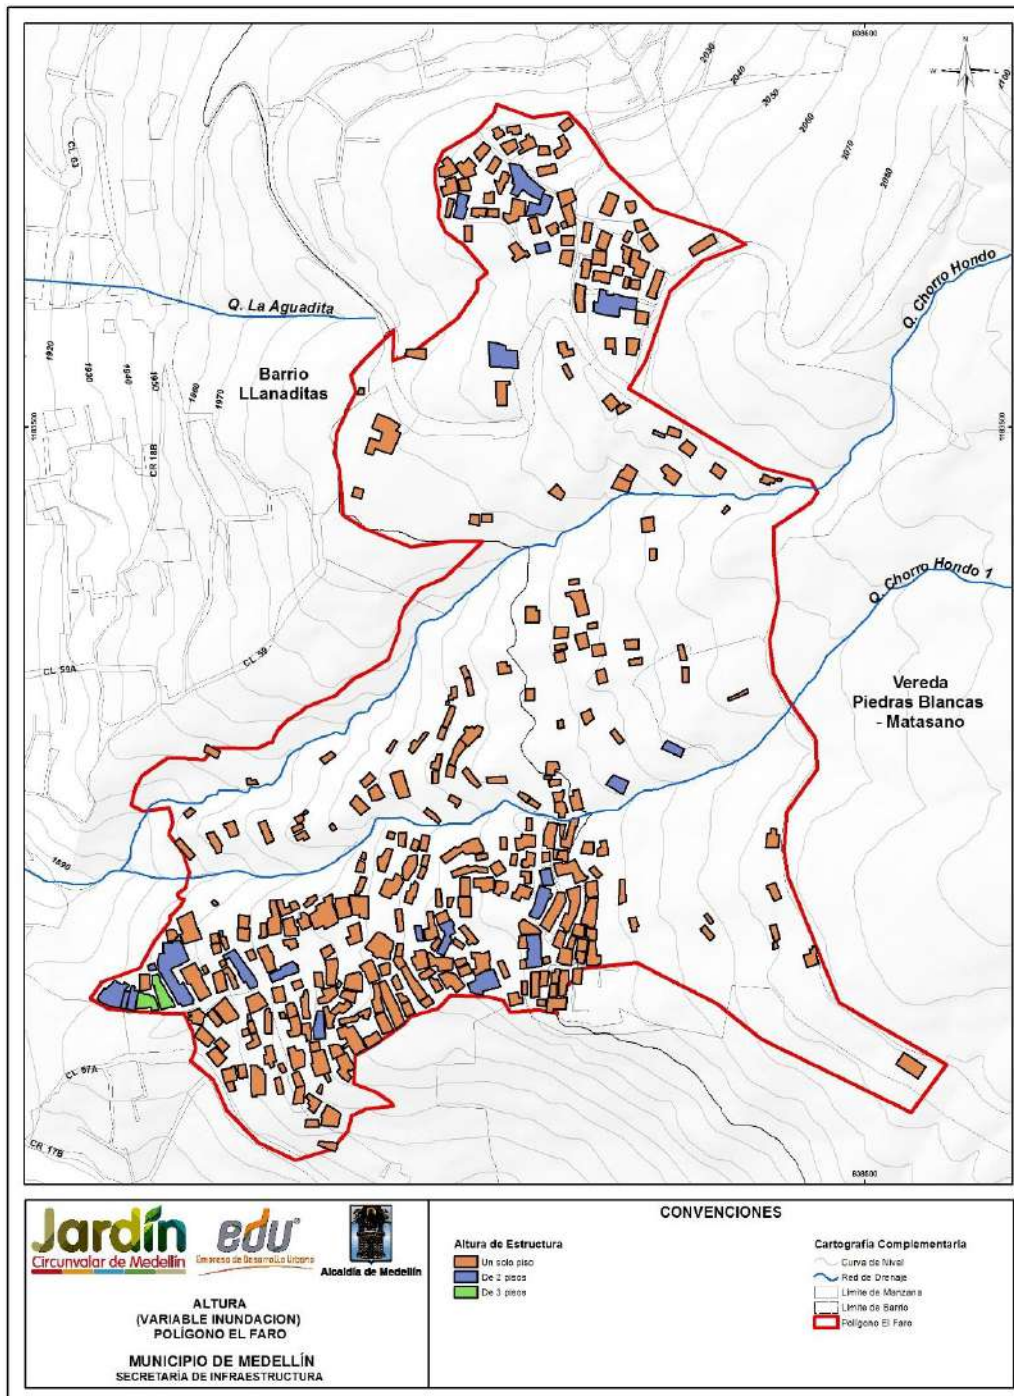 838500
N
W
E
S
2030
2040
2050
2060
2070
2080
2100
CL 63
Q. Chorro Hondo
Q. La Aguadita
Barrio
LLanaditas
1920
1930
1940
1950
1960
1970
CR 18B
1183500
1183500
Q. Chorro Hondo 1
CL 59A
CL 59
Vereda
Piedras Blancas
- Matasano
1890
CL 57A
CR 17B
838500
Jardín
Circunvalar de Medellín
edu
Empresa de Desarrollo Urbano
Alcaldía de Medellín
ALTURA
(VARIABLE INUNDACION)
POLÍGONO EL FARO
MUNICIPIO DE MEDELLÍN
SECRETARÍA DE INFRAESTRUCTURA
CONVENCIONES
Altura de Estructura
Un solo piso
De 2 pisos
De 3 pisos
Cartografía Complementaria
Curva de Nivel
Red de Drenaje
Límite de Manzana
Límite de Barrio
Polígono El Faro